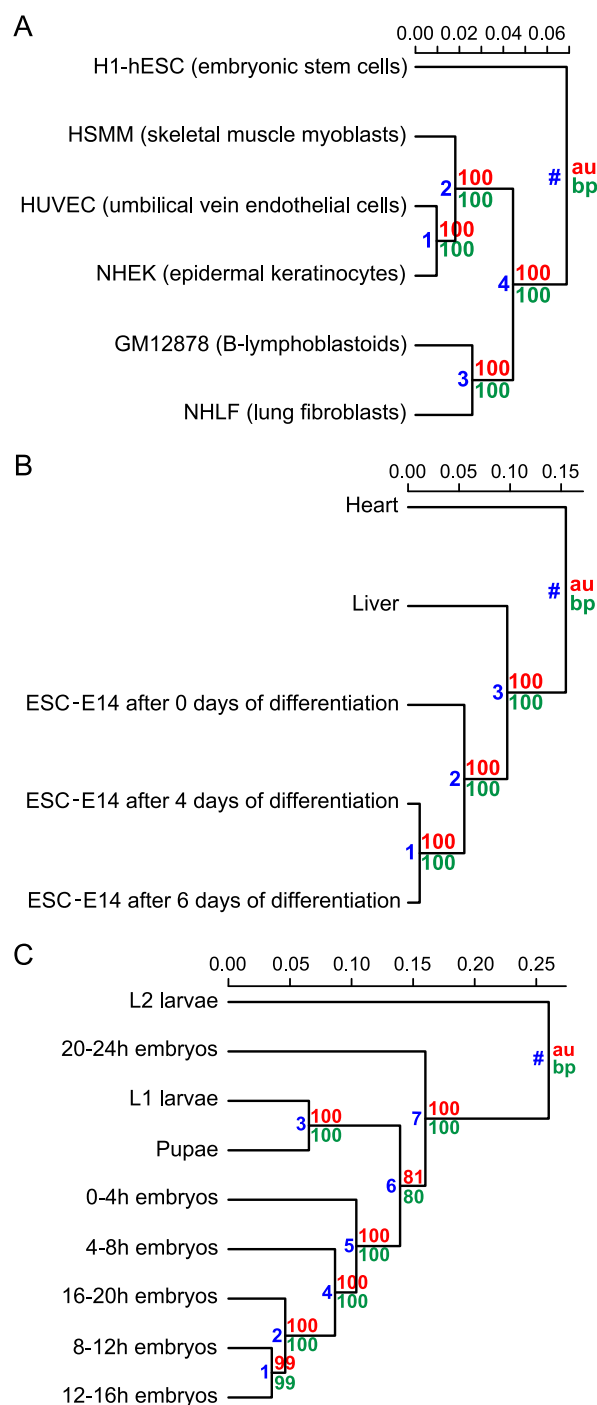 A
0.00 0.02 0.04 0.06
H1-hESC (embryonic stem cells)
HSMM (skeletal muscle myoblasts)
# au
bp
2 100
100
HUVEC (umbilical vein endothelial cells)
1 100
100
NHEK (epidermal keratinocytes)
4 100
100
GM12878 (B-lymphoblastoids)
3 100
100
NHLF (lung fibroblasts)
B
0.00 0.05 0.10 0.15
Heart
# au
bp
Liver
3 100
100
ESC-E14 after 0 days of differentiation
2 100
100
ESC-E14 after 4 days of differentiation
1 100
100
ESC-E14 after 6 days of differentiation
C
0.00 0.05 0.10 0.15 0.20 0.25
L2 larvae
20-24h embryos
# au
bp
L1 larvae
3 100
100
7 100
100
Pupae
6 81
80
0-4h embryos
5 100
100
4-8h embryos
4 100
100
16-20h embryos
2 100
100
8-12h embryos
1 99
99
12-16h embryos